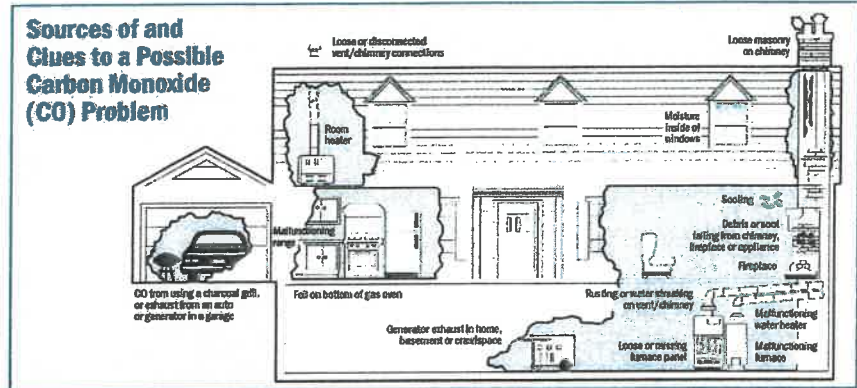 Sources of and
Clues to a Possible
Carbon Monoxide
(CO) Problem
Loose or disconnected
vent/chimney connections
Loose masonry
on chimney
Room
heater
Moisture
inside of
windows
Malfunctioning
range
Sooting
Debris or soot
falling from chimney,
fireplace or appliance
Fireplace
CO from using a charcoal grill,
or exhaust from an auto
or generator in a garage
Foil on bottom of gas oven
Rusting or water streaking
on vent/chimney
Generator exhaust in home,
basement or crawlspace
Loose or missing
furnace panel
Malfunctioning
water heater
Malfunctioning
furnace